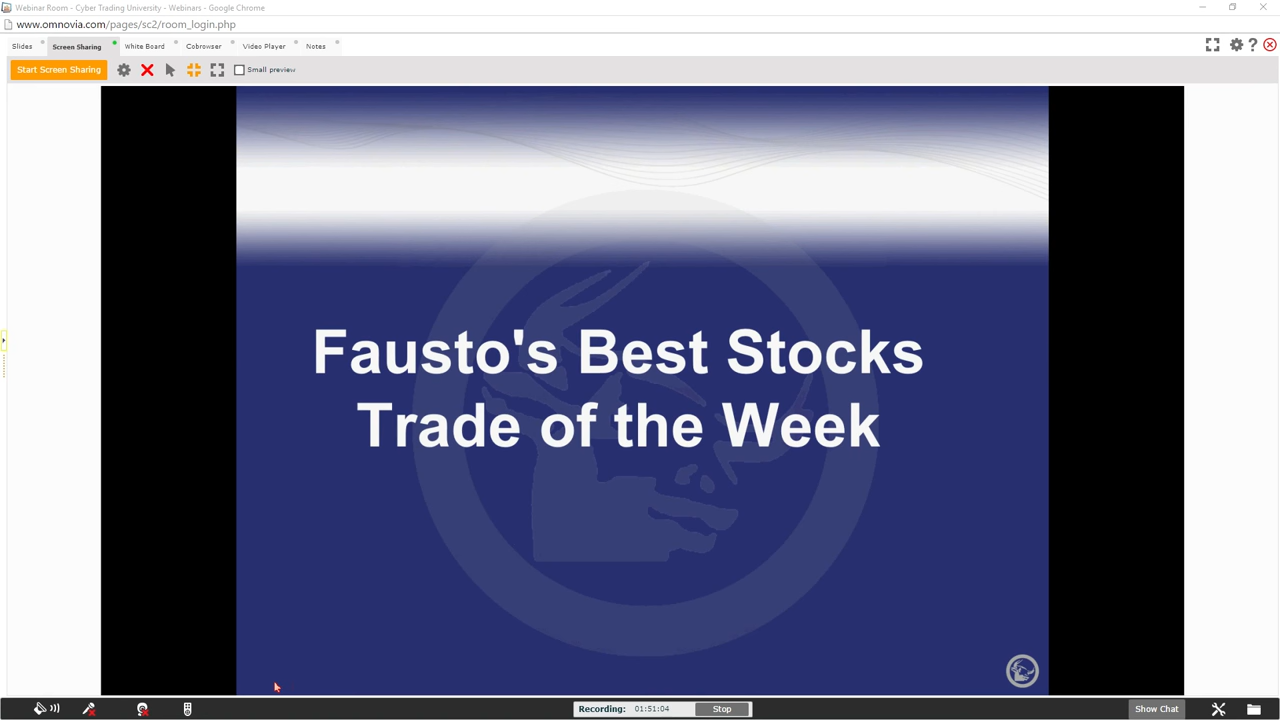 Webinar Room - Cyber Trading University - Webinars - Google Chrome
www.omnovia.com/pages/sc2/room_login.php
Slides Screen Sharing White Board Cobrowser Video Player Notes
Start Screen Sharing Small preview
Fausto's Best Stocks
Trade of the Week
Recording: 01:51:04 Stop Show Chat